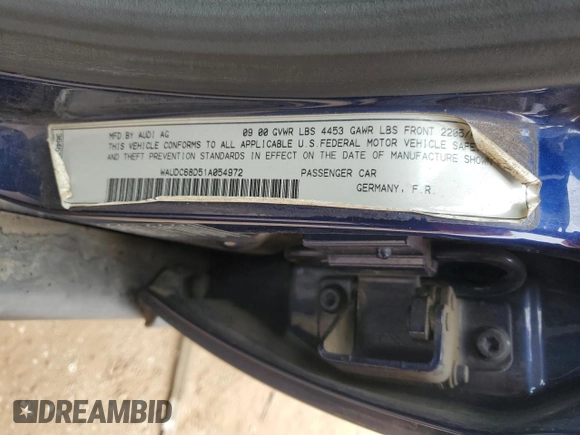 MFD BY AUDI AG 09 00 GVWR LBS 4453 GAWR LBS FRONT
THIS VEHICLE CONFORMS TO ALL APPLICABLE U.S.FEDERAL MOTOR VEHICLE
AND THEFT PREVENTION STANDARDS IN EFFECT ON THE DATE OF MANUFACTURE SHOWN
WAUDC68D51A054972 PASSENGER CAR
GERMANY, F.R.
DREAMBID